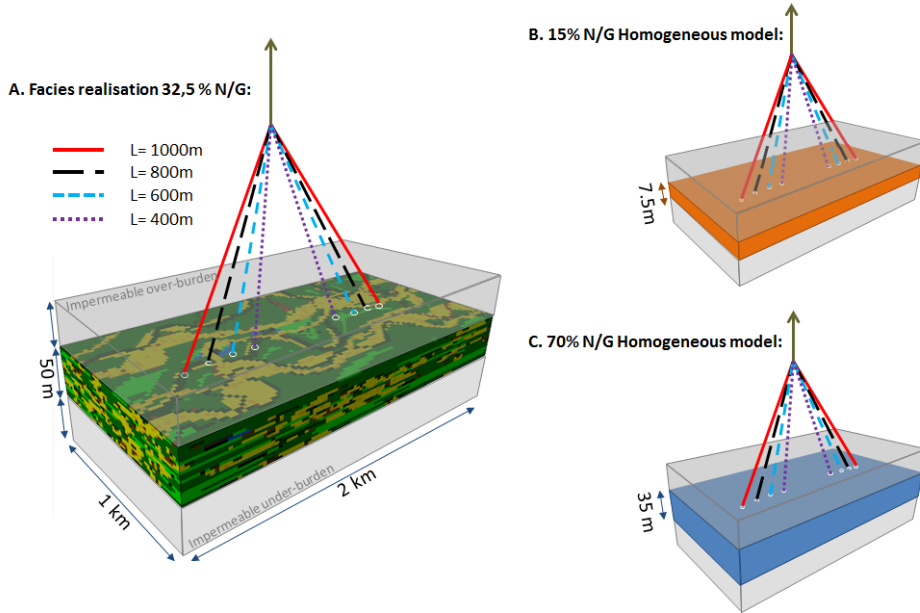 A. Facies realisation 32,5 % N/G:
L= 1000m
L= 800m
L= 600m
L= 400m
Impermeable over-burden
50 m
1 km
2 km
Impermeable under-burden
B. 15% N/G Homogeneous model:
7.5m
C. 70% N/G Homogeneous model:
35 m